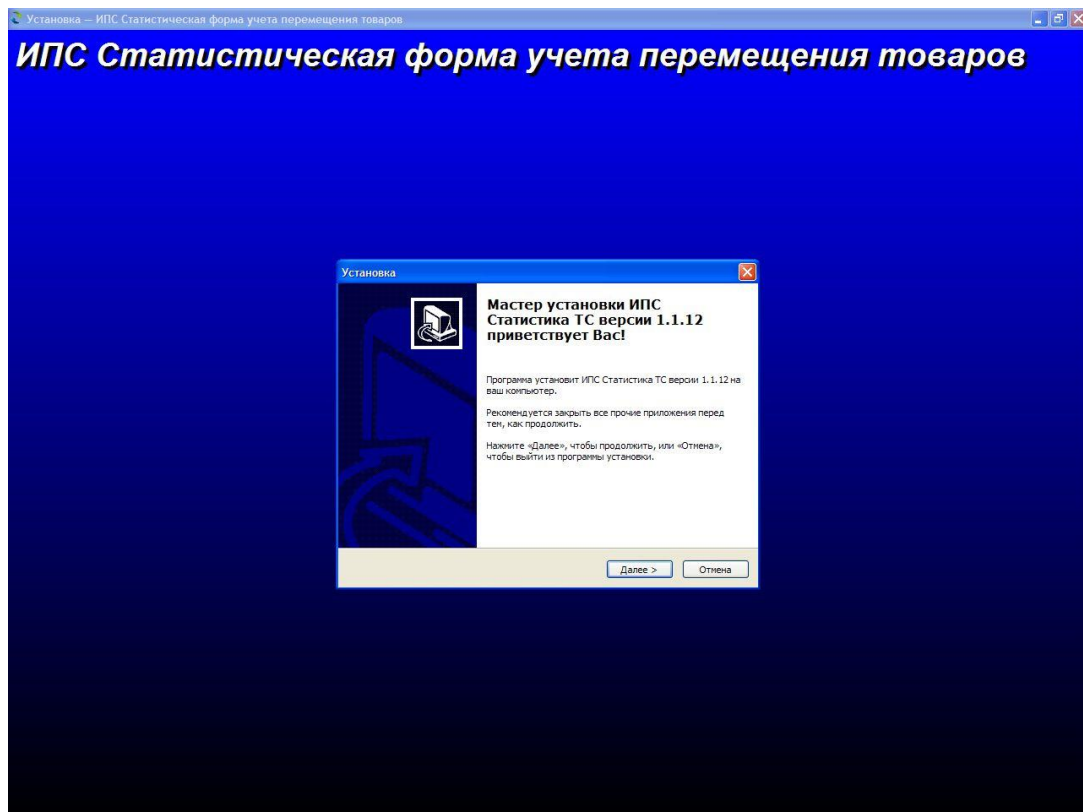 Установка — ИПС Статистическая форма учета перемещения товаров
ИПС Статистическая форма учета перемещения товаров
Установка
Мастер установки ИПС
Статистика ТС версии 1.1.12
приветствует Вас!
Программа установит ИПС Статистика ТС версии 1.1.12 на
ваш компьютер.
Рекомендуется закрыть все прочие приложения перед
тем, как продолжить.
Нажмите «Далее», чтобы продолжить, или «Отмена»,
чтобы выйти из программы установки.
Далее >
Отмена